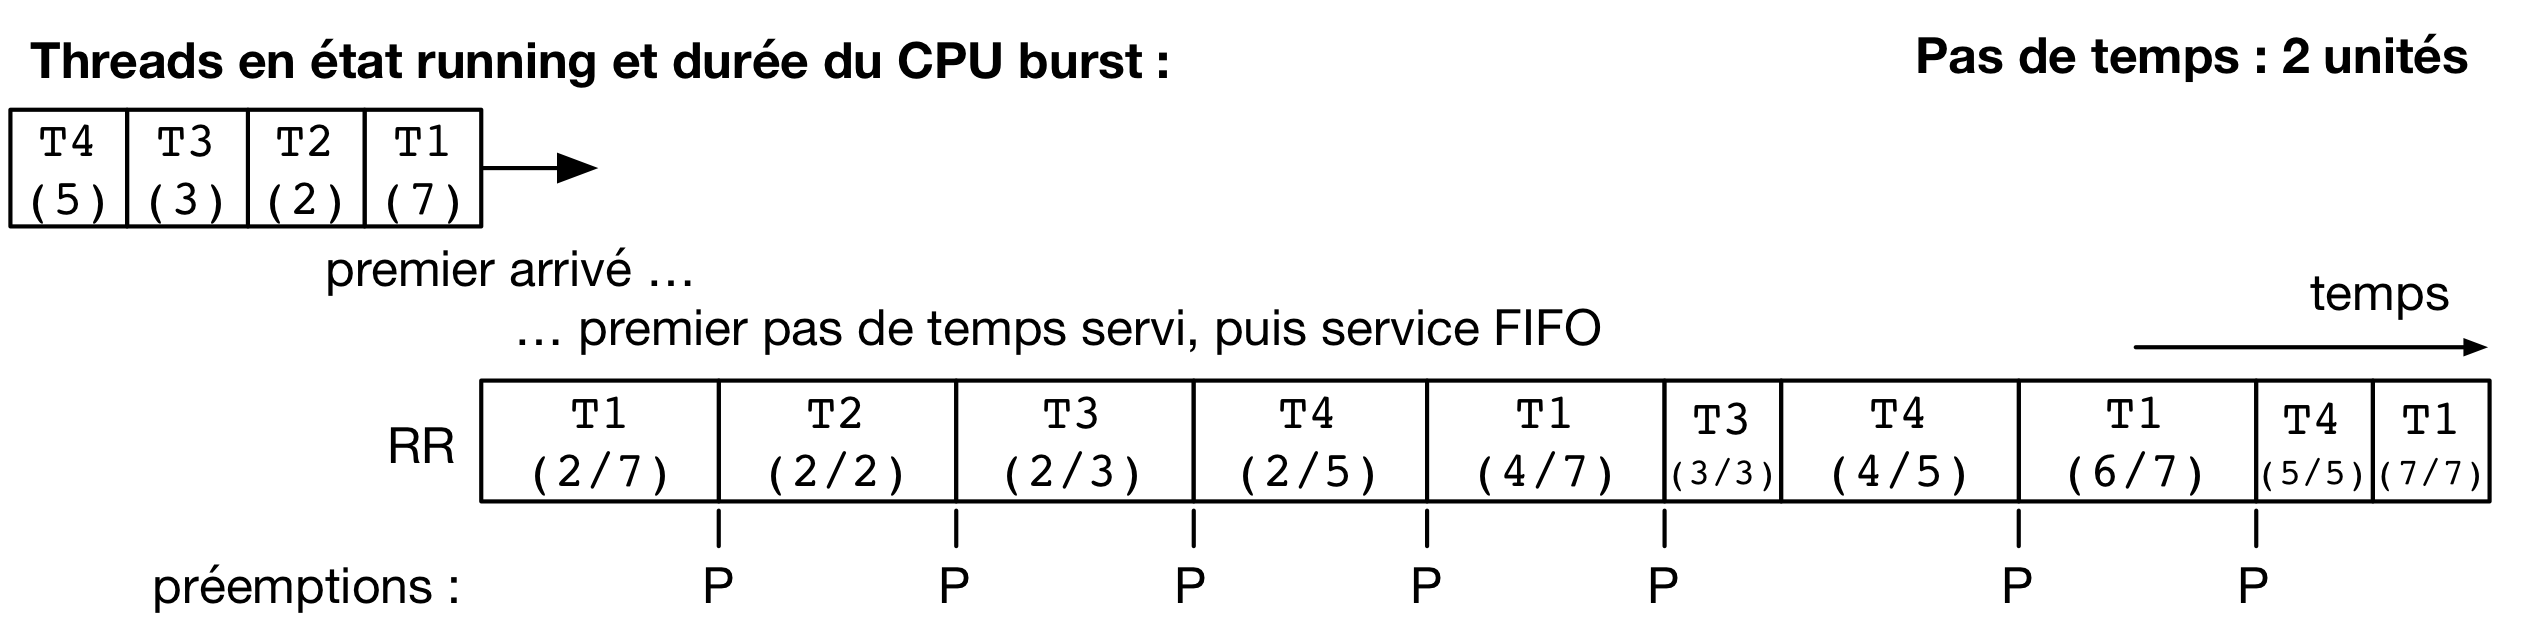 Threads en état running et durée du CPU burst :
Pas de temps : 2 unités
T4 T3 T2 T1
(5) (3) (2) (7)
premier arrivé ...
... premier pas de temps servi, puis service FIFO
temps
RR
T1 T2 T3 T4 T1 T3 T4 T1 T4 T1
(2/7) (2/2) (2/3) (2/5) (4/7) (3/3) (4/5) (6/7) (5/5) (7/7)
préemptions : P P P P P P P